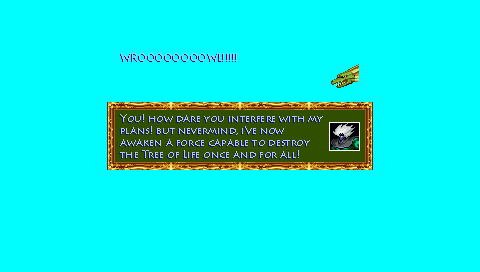 WROOOOOOOOWL!!!!!
You! How dare you interfere with my
plans! But nevermind, I've now
awaken a force capable to destroy
the Tree of Life once and for all!